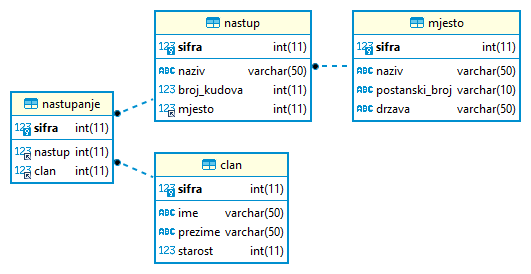 nastup
123 sifra int(11)
ABC naziv varchar(50)
123 broj_kudova int(11)
123 mjesto int(11)
mjesto
123 sifra int(11)
ABC naziv varchar(50)
ABC postanski_broj varchar(10)
ABC drzava varchar(50)
nastupanje
123 sifra int(11)
123 nastup int(11)
123 clan int(11)
clan
123 sifra int(11)
ABC ime varchar(50)
ABC prezime varchar(50)
123 starost int(11)